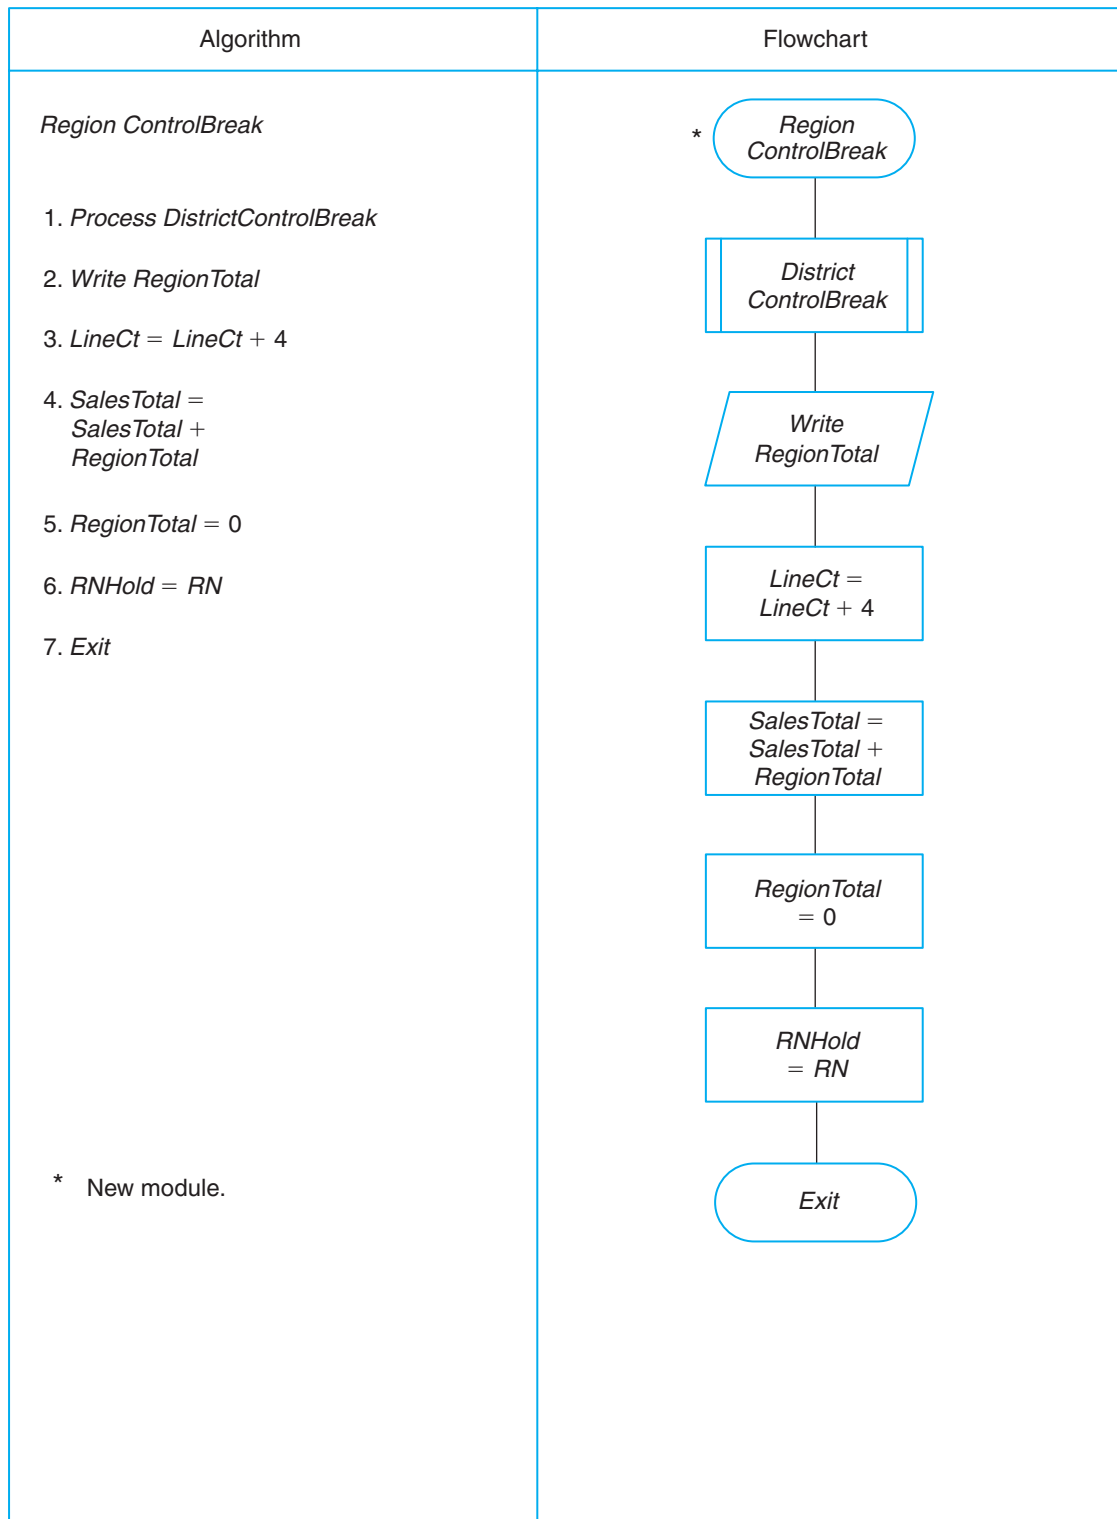 Algorithm
Flowchart
Region ControlBreak
1. Process DistrictControlBreak
2. Write RegionTotal
3. LineCt = LineCt + 4
4. SalesTotal =
SalesTotal +
RegionTotal
5. RegionTotal = 0
6. RNHold = RN
7. Exit
* New module.
*
Region
ControlBreak
District
ControlBreak
Write
RegionTotal
LineCt =
LineCt + 4
SalesTotal =
SalesTotal +
RegionTotal
RegionTotal
= 0
RNHold
= RN
Exit